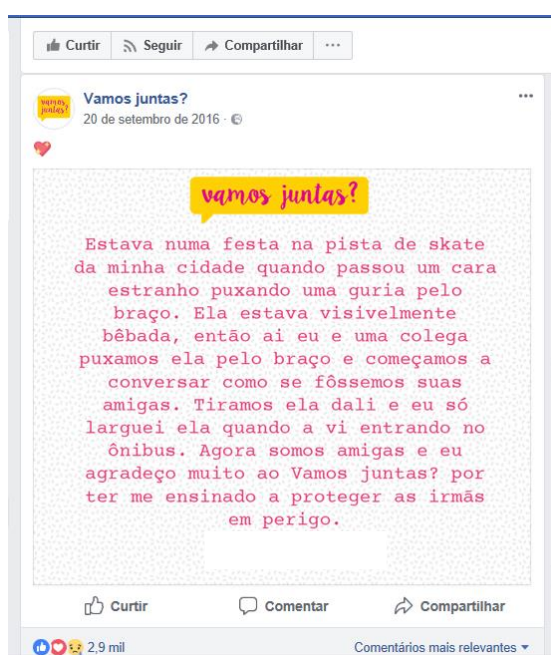 Curtir Seguir Compartilhar ...
Vamos juntas?
20 de setembro de 2016 ·
vamos juntas?
vamos juntas?
Estava numa festa na pista de skate
da minha cidade quando passou um cara
estranho puxando uma guria pelo
braço. Ela estava visivelmente
bêbada, então ai eu e uma colega
puxamos ela pelo braço e começamos a
conversar como se fôssemos suas
amigas. Tiramos ela dali e eu só
larguei ela quando a vi entrando no
ônibus. Agora somos amigas e eu
agradeço muito ao Vamos juntas? por
ter me ensinado a proteger as irmãs
em perigo.
Curtir Comentar Compartilhar
2,9 mil Comentários mais relevantes